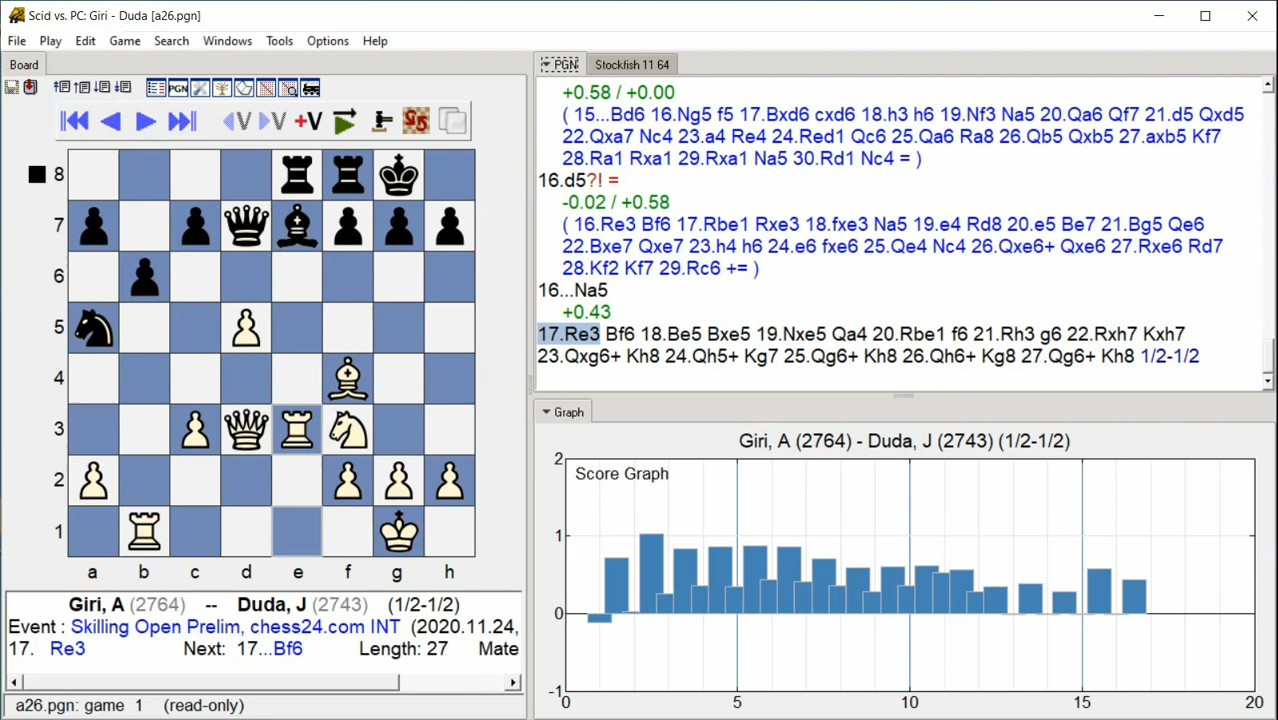 Scid vs. PC: Giri - Duda [a26.pgn]
File Play Edit Game Search Windows Tools Options Help
Board
PGN
V V +V
8
7
6
5
4
3
2
1
a b c d e f g h
Giri, A (2764) -- Duda, J (2743) (1/2-1/2)
Event : Skilling Open Prelim, chess24.com INT (2020.11.24,
17. Re3 Next: 17...Bf6 Length: 27 Mate
a26.pgn: game 1 (read-only)
PGN Stockfish 11 64
+0.58 / +0.00
( 15...Bd6 16.Ng5 f5 17.Bxd6 cxd6 18.h3 h6 19.Nf3 Na5 20.Qa6 Qf7 21.d5 Qxd5
22.Qxa7 Nc4 23.a4 Re4 24.Red1 Qc6 25.Qa6 Ra8 26.Qb5 Qxb5 27.axb5 Kf7
28.Ra1 Rxa1 29.Rxa1 Na5 30.Rd1 Nc4 = )
16.d5?! =
-0.02 / +0.58
( 16.Re3 Bf6 17.Rbe1 Rxe3 18.fxe3 Na5 19.e4 Rd8 20.e5 Be7 21.Bg5 Qe6
22.Bxe7 Qxe7 23.h4 h6 24.e6 fxe6 25.Qe4 Nc4 26.Qxe6+ Qxe6 27.Rxe6 Rd7
28.Kf2 Kf7 29.Rc6 += )
16...Na5
+0.43
17.Re3 Bf6 18.Be5 Bxe5 19.Nxe5 Qa4 20.Rbe1 f6 21.Rh3 g6 22.Rxh7 Kxh7
23.Qxg6+ Kh8 24.Qh5+ Kg7 25.Qg6+ Kh8 26.Qh6+ Kg8 27.Qg6+ Kh8 1/2-1/2
Graph
Giri, A (2764) - Duda, J (2743) (1/2-1/2)
Score Graph
2
1
0
-1
0 5 10 15 20